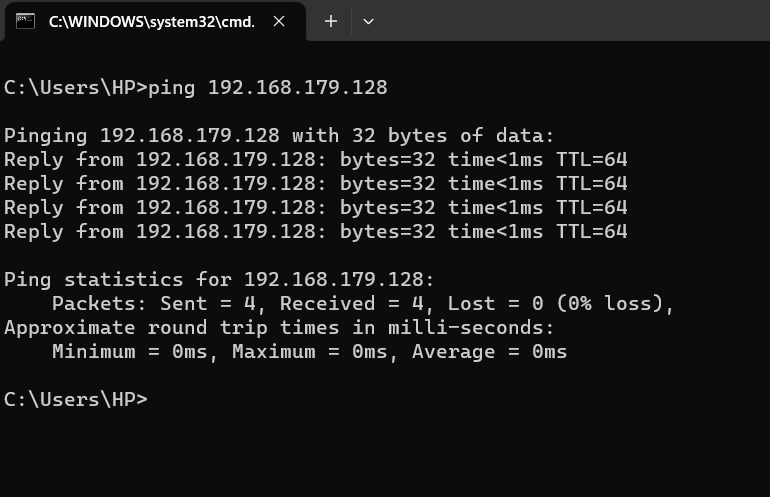 C:\WINDOWS\system32\cmd.
C:\Users\HP>ping 192.168.179.128
Pinging 192.168.179.128 with 32 bytes of data:
Reply from 192.168.179.128: bytes=32 time<1ms TTL=64
Reply from 192.168.179.128: bytes=32 time<1ms TTL=64
Reply from 192.168.179.128: bytes=32 time<1ms TTL=64
Reply from 192.168.179.128: bytes=32 time<1ms TTL=64
Ping statistics for 192.168.179.128:
    Packets: Sent = 4, Received = 4, Lost = 0 (0% loss),
Approximate round trip times in milli-seconds:
    Minimum = 0ms, Maximum = 0ms, Average = 0ms
C:\Users\HP>